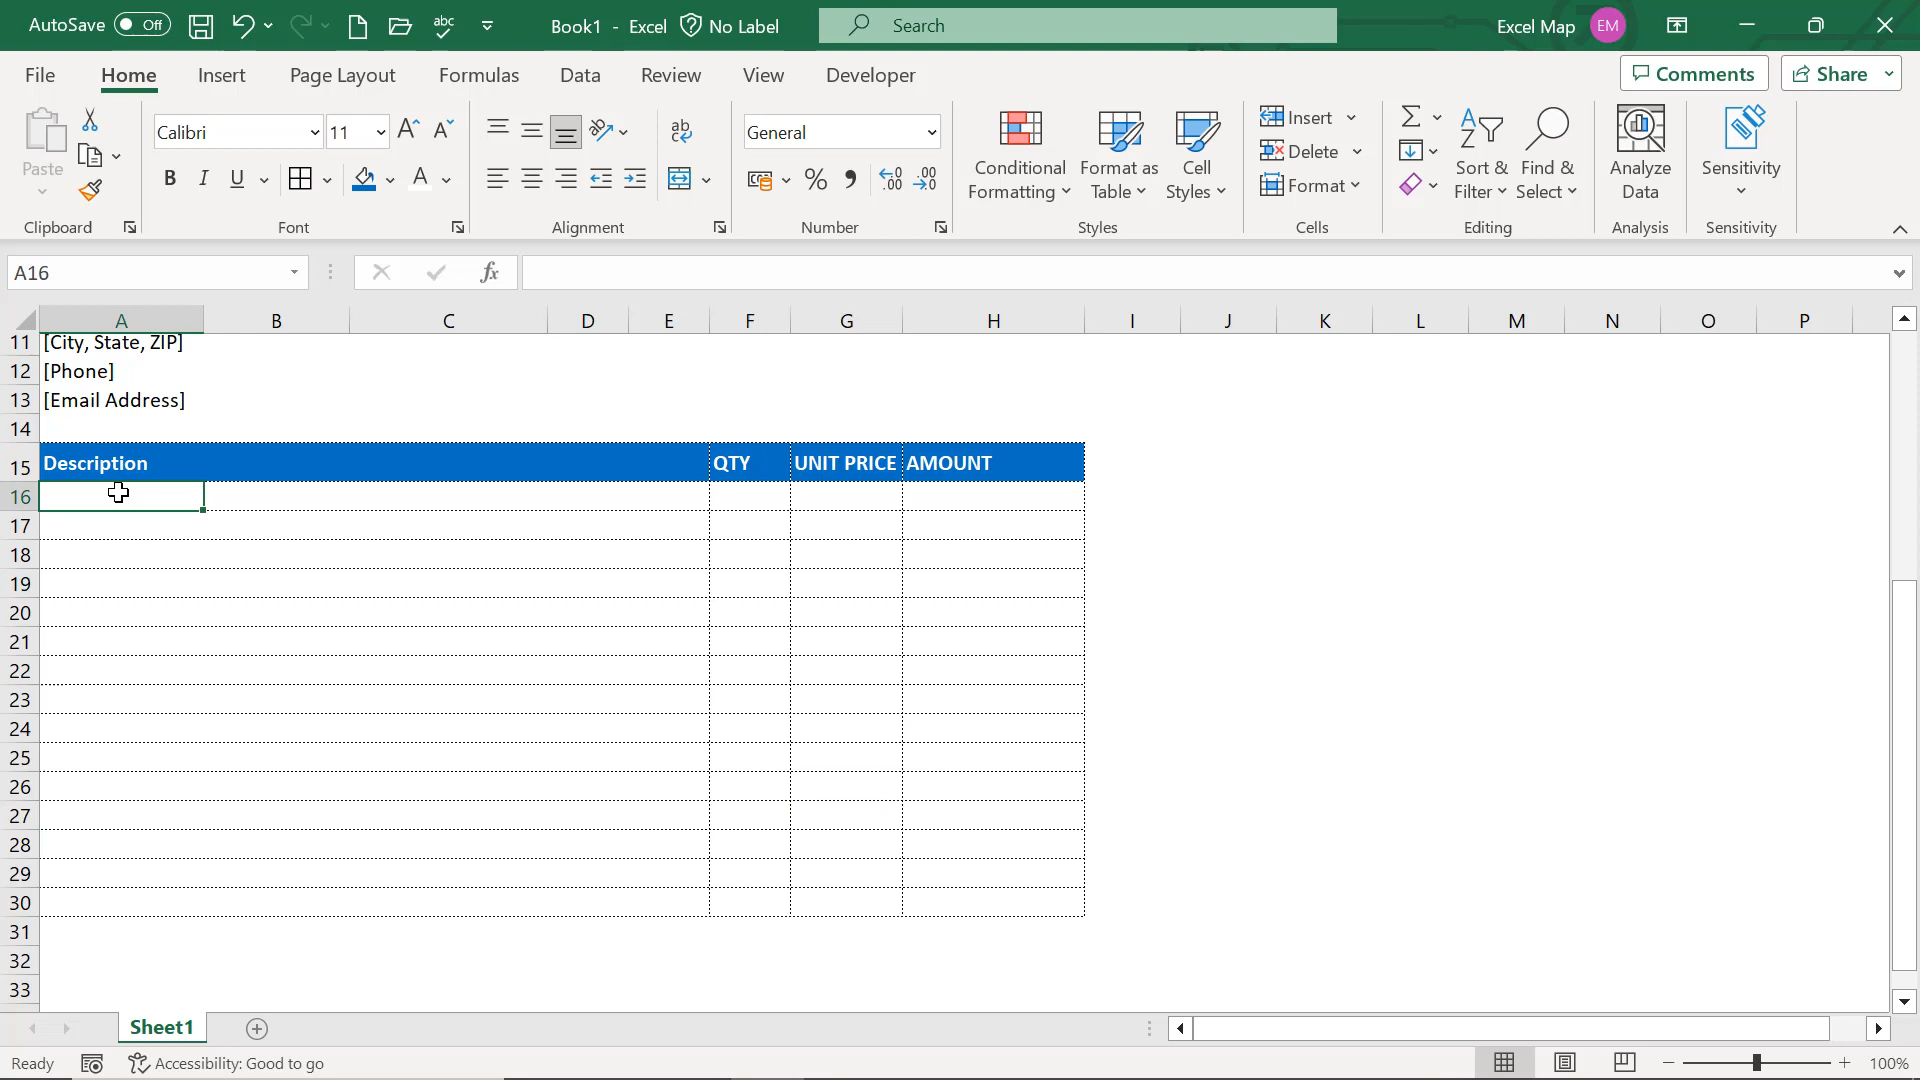 AutoSave Off abc Book1 - Excel No Label Search Excel Map EM
File Home Insert Page Layout Formulas Data Review View Developer Comments Share
Paste
Calibri 11 A A ab
B I U A
General
% 9 .00 .00
Conditional Formatting
Format as Table
Cell Styles
Insert
Delete
Format
Sort & Filter
Find & Select
Analyze Data
Sensitivity
Clipboard Font Alignment Number Styles Cells Editing Analysis Sensitivity
A16 fx
A B C D E F G H I J K L M N O P
11 [City, State, ZIP]
12 [Phone]
13 [Email Address]
14
15 Description QTY UNIT PRICE AMOUNT
16
17
18
19
20
21
22
23
24
25
26
27
28
29
30
31
32
33
Sheet1
Ready Accessibility: Good to go 100%